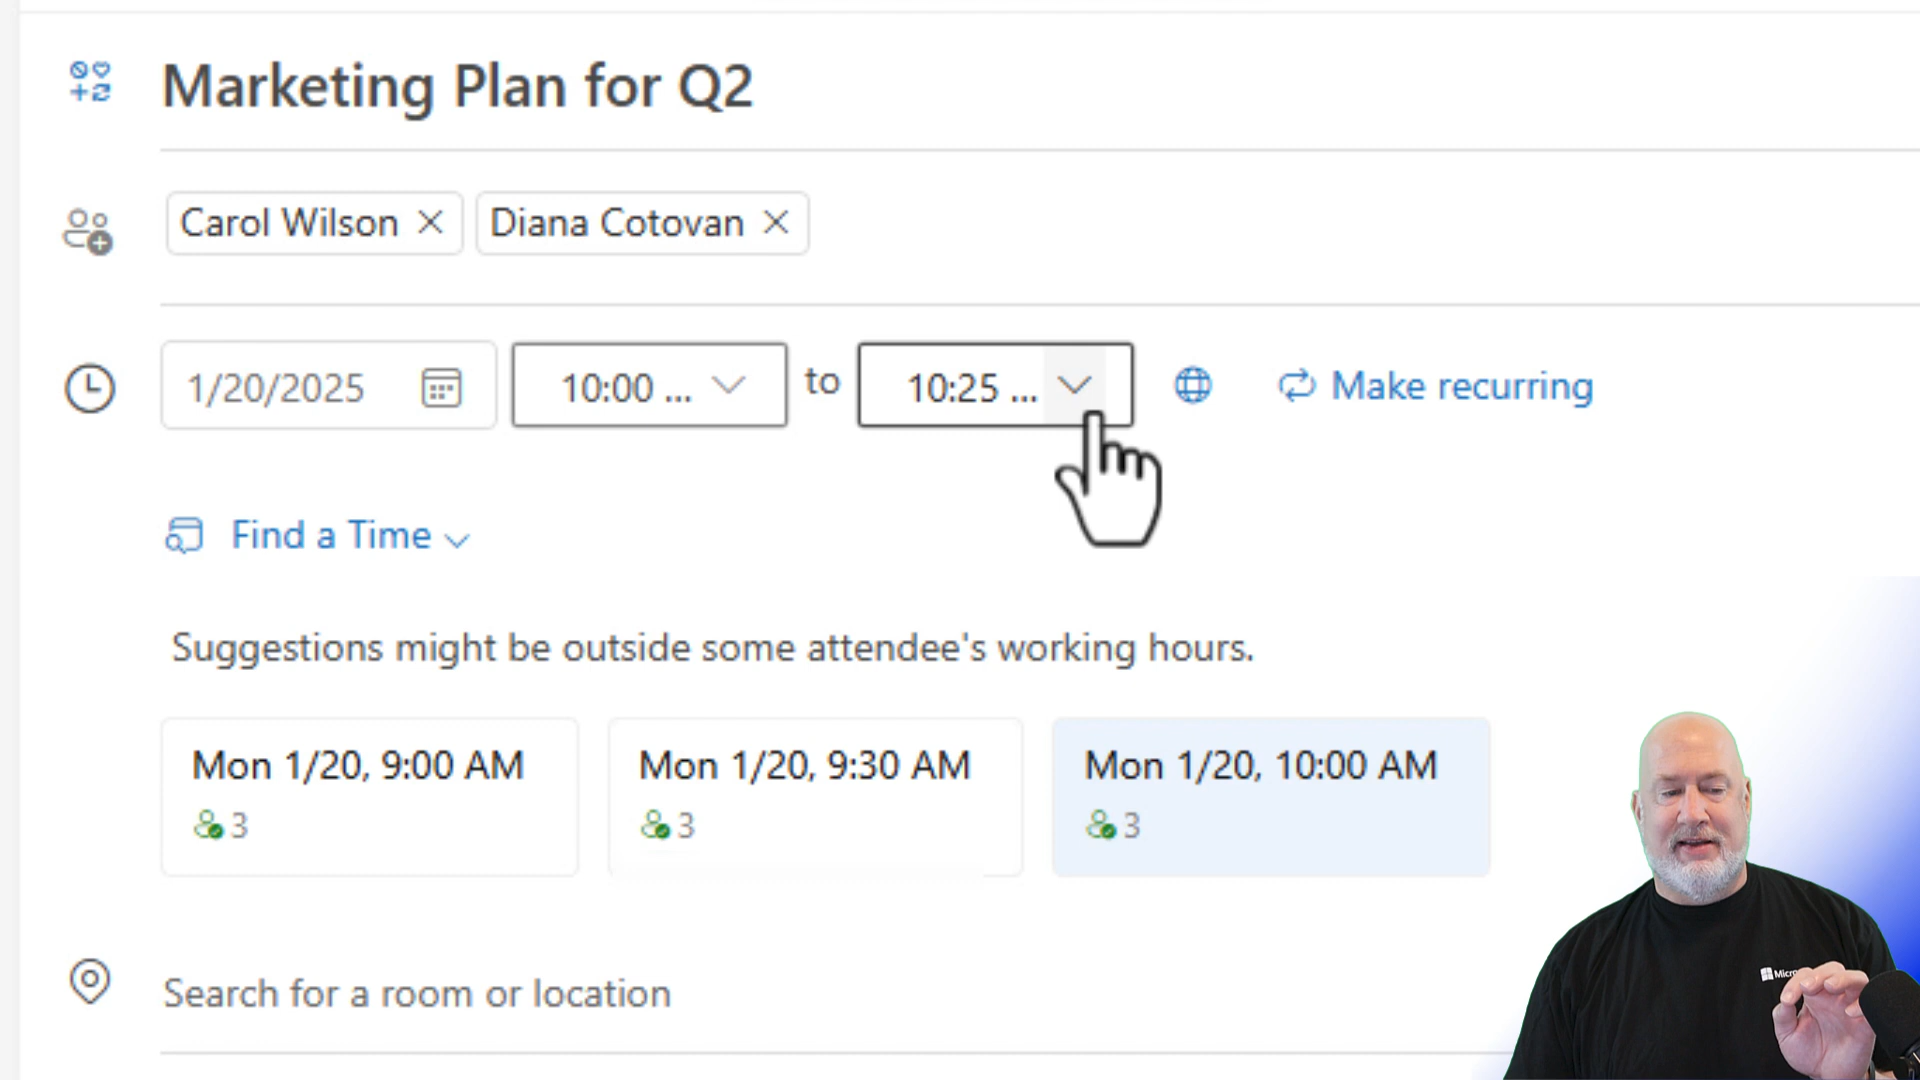 Marketing Plan for Q2
Carol Wilson Diana Cotovan
1/20/2025 10:00 ... to 10:25 ... Make recurring
Find a Time
Suggestions might be outside some attendee's working hours.
Mon 1/20, 9:00 AM Mon 1/20, 9:30 AM Mon 1/20, 10:00 AM
3 3 3
Search for a room or location